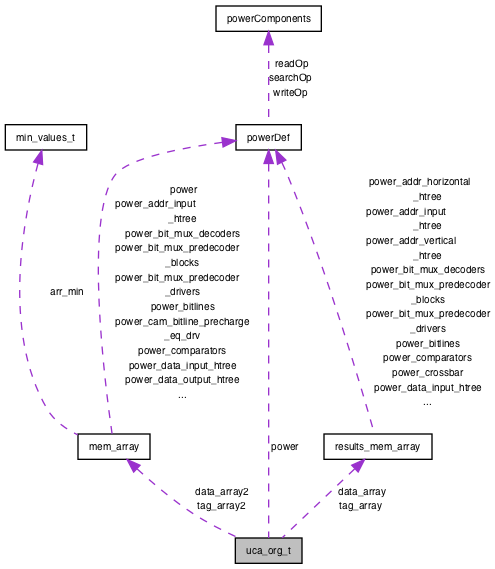 powerComponents
readOp
searchOp
writeOp
min_values_t
powerDef
power
power_addr_input
_htree
power_bit_mux_decoders
power_bit_mux_predecoder
_blocks
power_bit_mux_predecoder
_drivers
power_bitlines
power_cam_bitline_precharge
_eq_drv
power_comparators
power_data_input_htree
power_data_output_htree
...
power_addr_horizontal
_htree
power_addr_input
_htree
power_addr_vertical
_htree
power_bit_mux_decoders
power_bit_mux_predecoder
_blocks
power_bit_mux_predecoder
_drivers
power_bitlines
power_comparators
power_crossbar
power_data_input_htree
...
arr_min
mem_array
power
results_mem_array
data_array2
tag_array2
data_array
tag_array
uca_org_t